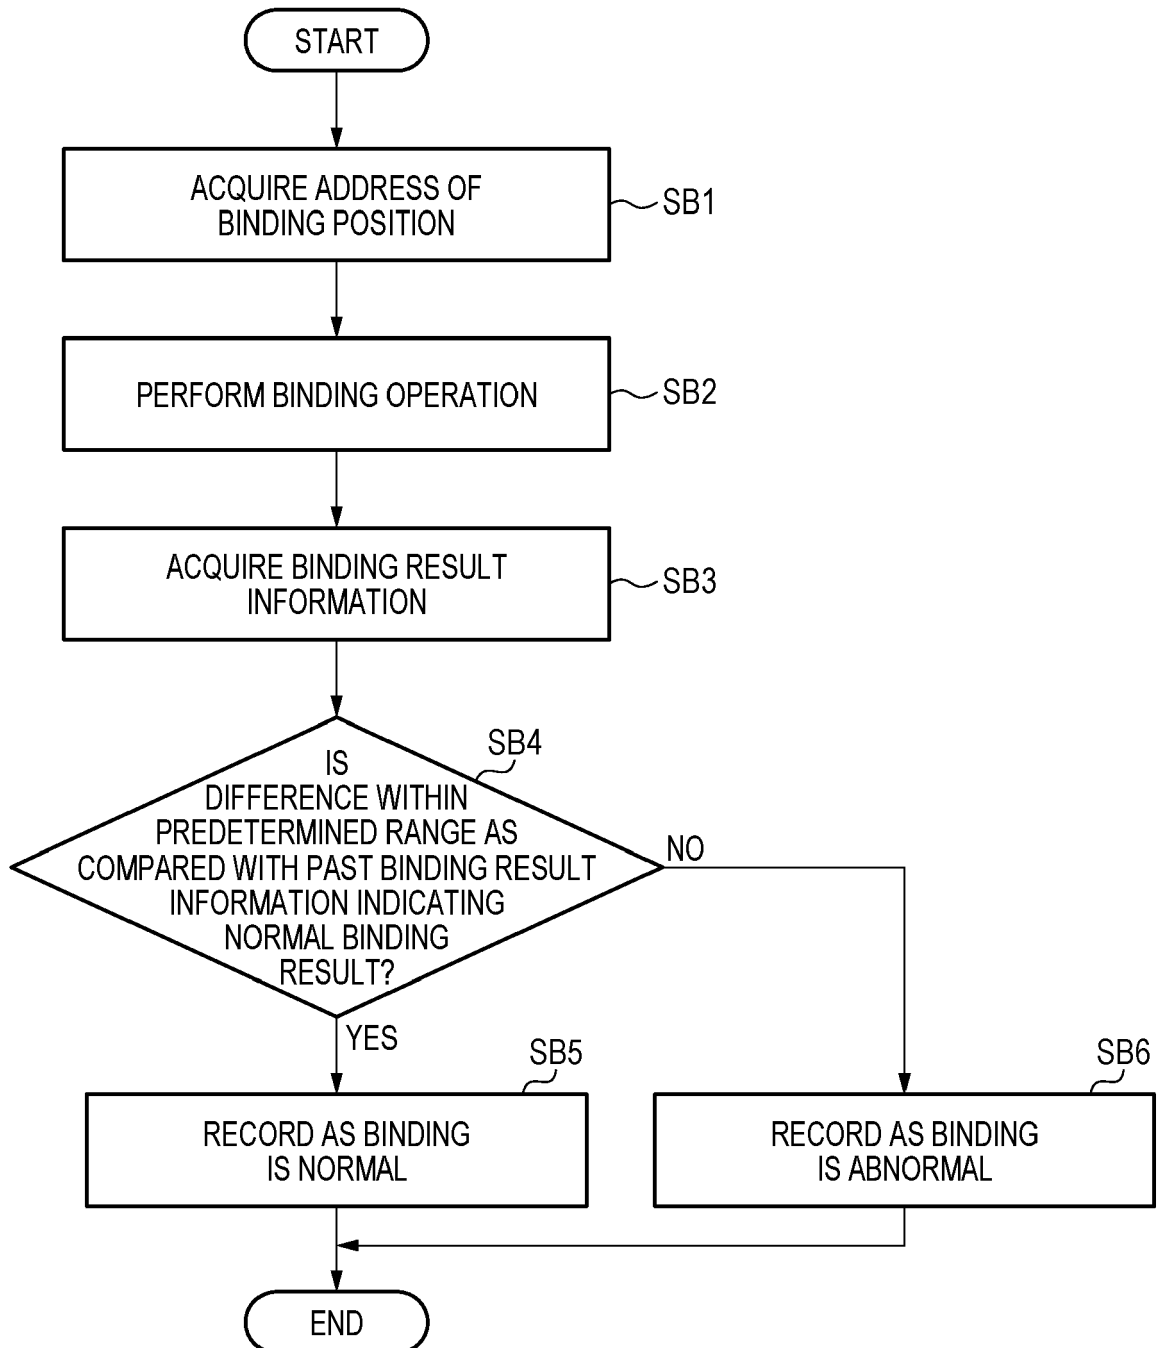 START
ACQUIRE ADDRESS OF
BINDING POSITION
SB1
PERFORM BINDING OPERATION
SB2
ACQUIRE BINDING RESULT
INFORMATION
SB3
SB4
IS
DIFFERENCE WITHIN
PREDETERMINED RANGE AS
COMPARED WITH PAST BINDING RESULT
INFORMATION INDICATING
NORMAL BINDING
RESULT?
NO
YES
SB5
RECORD AS BINDING
IS NORMAL
SB6
RECORD AS BINDING
IS ABNORMAL
END